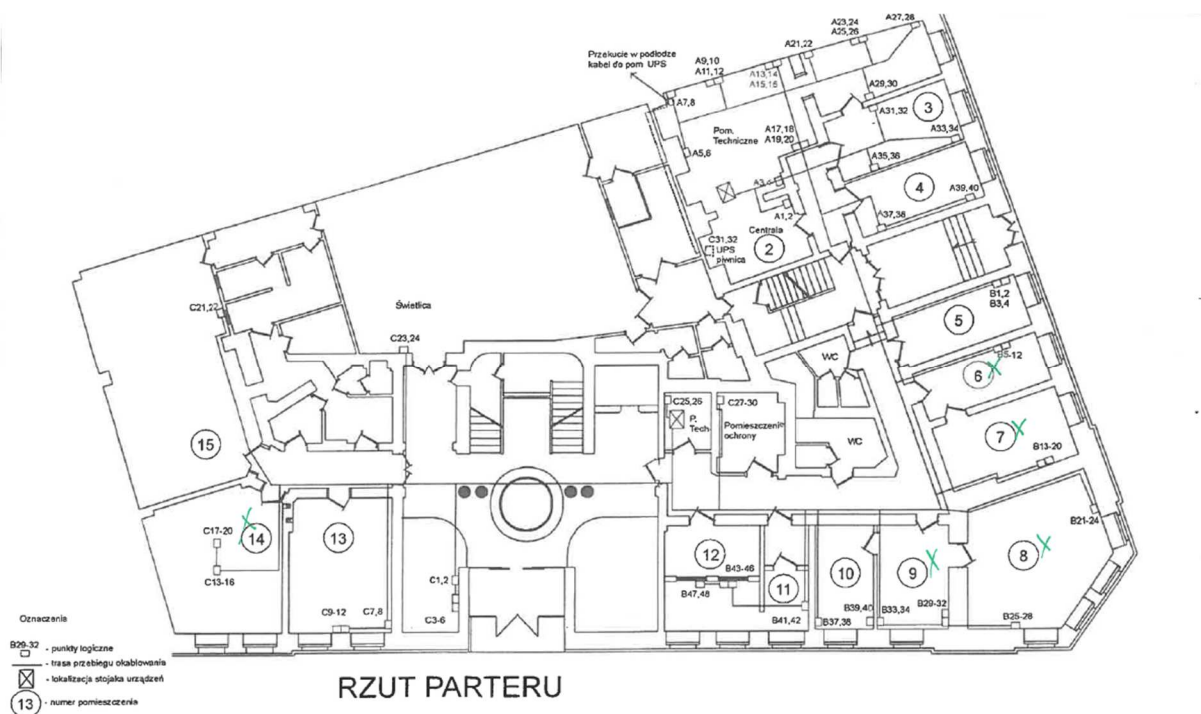 A23,24
A25,26
A27,28
A21,22
Przekucie w podłodze
kabel do pom UPS
A9,10
A11,12
A13,14
A15,16
A7,8
A29,30
A31,32
3
A33,34
Pom.
Techniczne
A17,18
A19,20
A5,6
A35,36
4
A39,40
A1,2
A37,38
Centrala
2
C31,32
UPS
piwnica
C21,22
Świetlica
C23,24
B1,2
B3,4
5
B5-12
6
WC
C25,26
P.
Tech
C27-30
Pomieszczenie
ochrony
WC
7
B13-20
15
B21-24
C17-20
14
13
12
B43-46
11
10
9
8
C13-16
C1,2
C3-6
C9-12
C7,8
B47,48
B41,42
B39,40
B37,38
B33,34
B29-32
B25-28
Oznaczenia
B29-32
- punkty logiczne
- trasa przebiegu okablowania
- lokalizacja stojaka urządzeń
13
- numer pomieszczenia
RZUT PARTERU